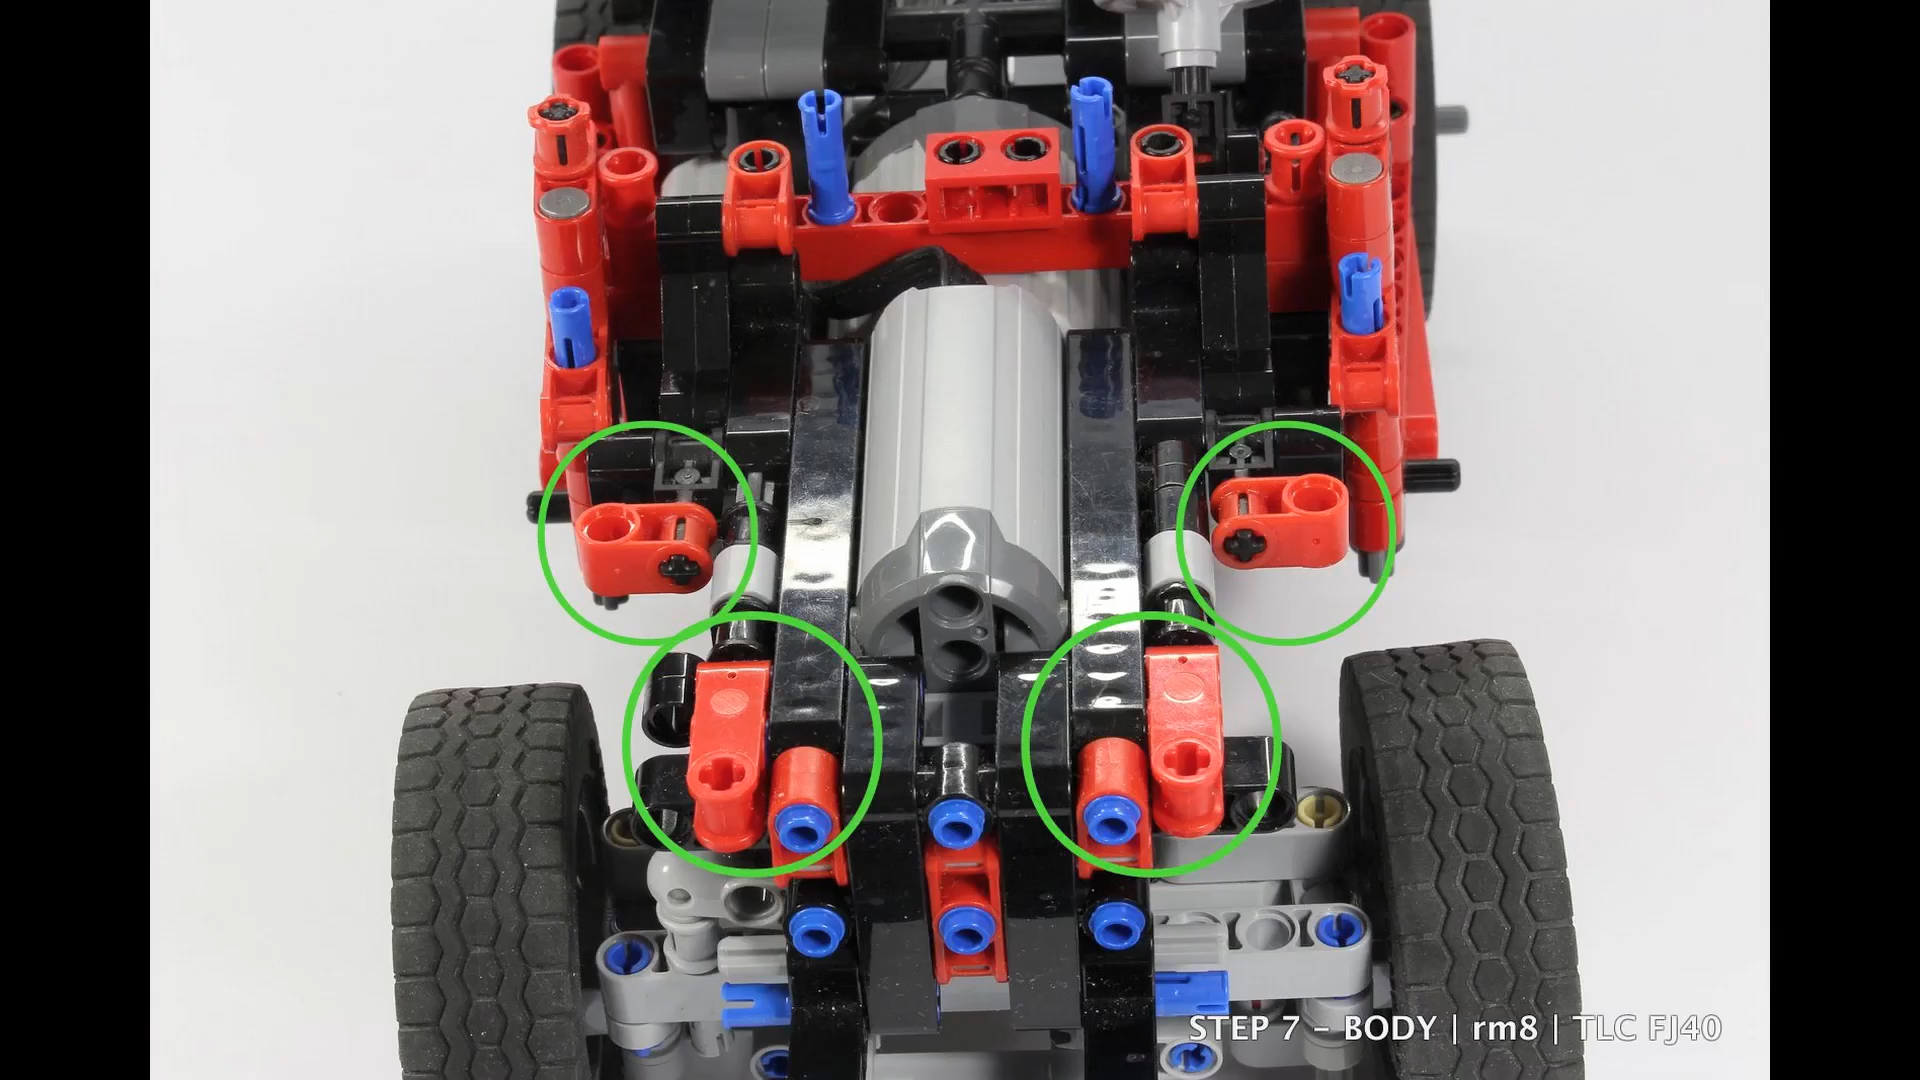 STEP 7 – BODY | rm8 | TLC FJ40